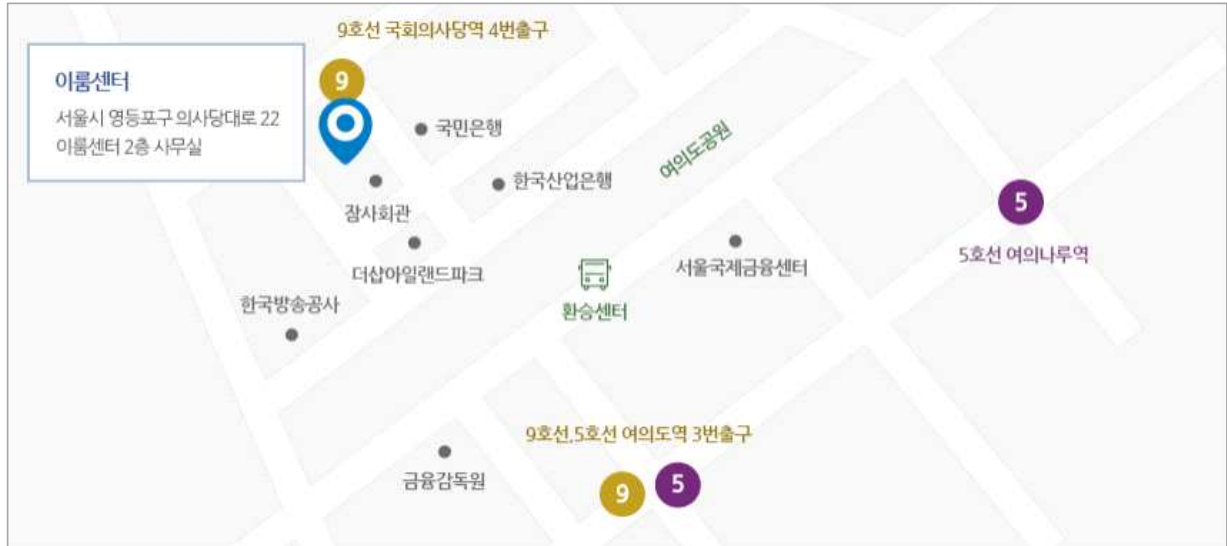 9호선 국회의사당역 4번출구
이룸센터
서울시 영등포구 의사당대로 22
이룸센터 2층 사무실
9
국민은행
한국산업은행
잠사회관
더샵아일랜드파크
한국방송공사
여의도공원
환승센터
서울국제금융센터
5
5호선 여의나루역
9호선,5호선 여의도역 3번출구
금융감독원
9
5